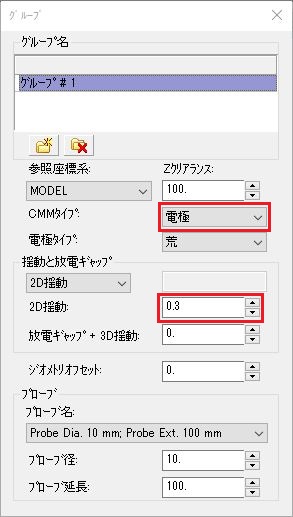 グループ
グループ名
グループ# 1
参照座標系:
Zクリアランス:
MODEL
100.
CMMタイプ:
電極
電極タイプ:
荒
揺動と放電ギャップ
2D揺動
2D揺動:
0.3
放電ギャップ + 3D揺動:
0.
ジオメトリオフセット:
0.
プローブ
プローブ名:
Probe Dia. 10 mm; Probe Ext. 100 mm
プローブ径:
10.
プローブ延長:
100.